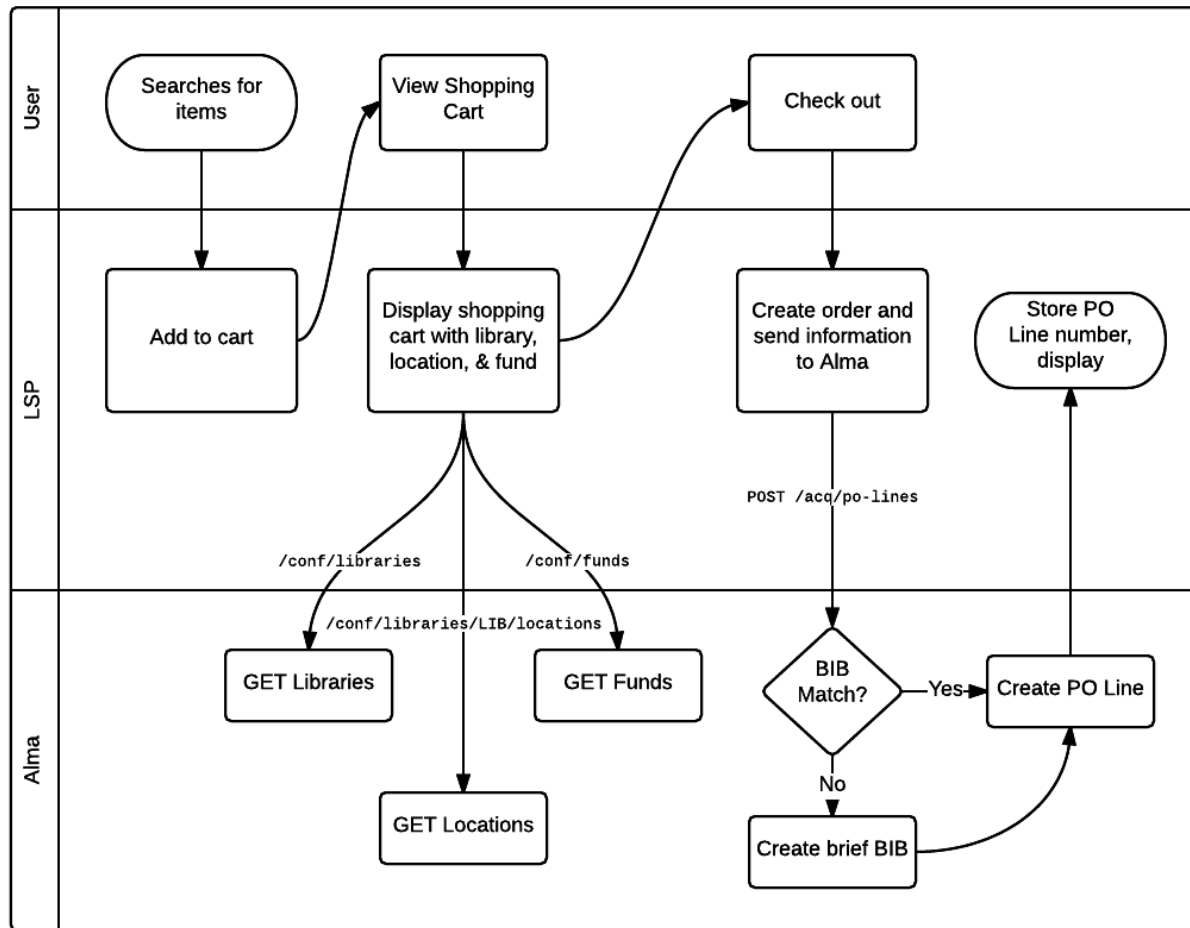 User
Searches for
items
View Shopping
Cart
Check out
LSP
Add to cart
Display shopping
cart with library,
location, & fund
Create order and
send information
to Alma
Store PO
Line number,
display
POST /acq/po-lines
/conf/libraries
/conf/funds
Alma
/conf/libraries/LIB/locations
GET Libraries
GET Funds
BIB
Match?
Yes
Create PO Line
No
GET Locations
Create brief BIB